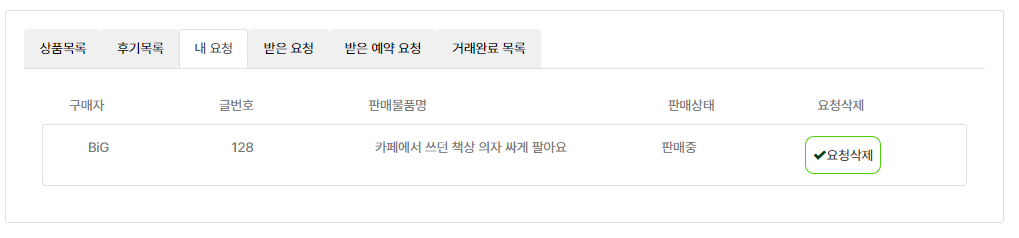 상품목록 후기목록 내 요청 받은 요청 받은 예약 요청 거래완료 목록
구매자 글번호 판매물품명 판매상태 요청삭제
BiG 128 카페에서 쓰던 책상 의자 싸게 팔아요 판매중 ✔요청삭제